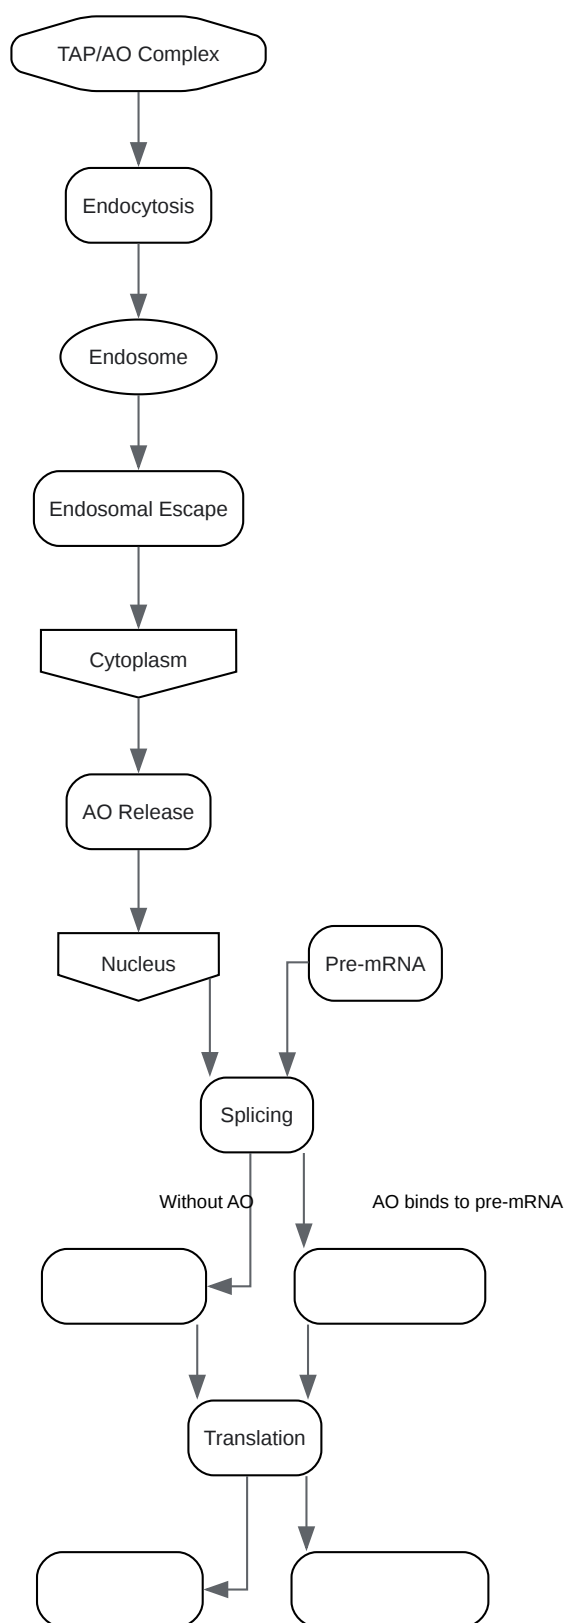 TAP/AO Complex
Endocytosis
Endosome
Endosomal Escape
Cytoplasm
AO Release
Nucleus
Pre-mRNA
Splicing
Without AO
AO binds to pre-mRNA
Translation